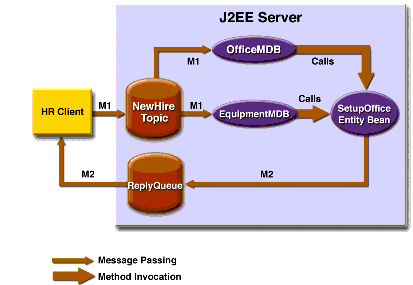 J2EE Server
OfficeMDB
M1
Calls
HR Client
M1
NewHire
Topic
M1
EquipmentMDB
Calls
SetupOffice
Entity Bean
M2
ReplyQueue
M2
Message Passing
Method Invocation